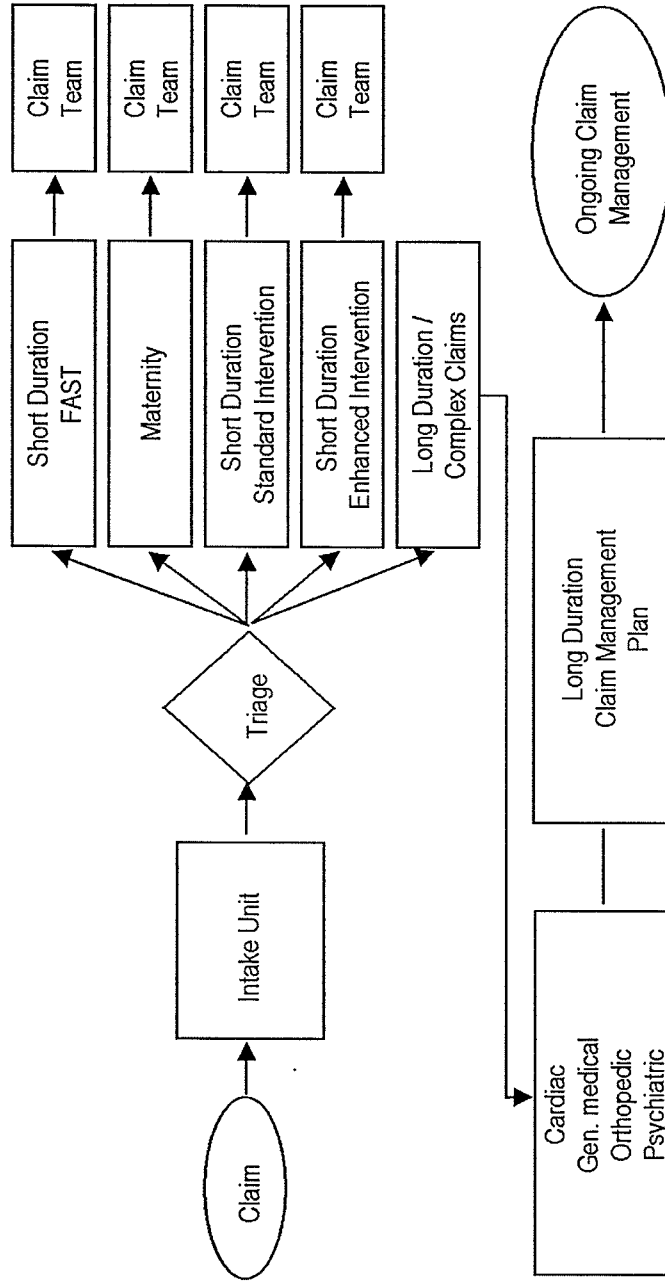 Claim
Intake Unit
Triage
Short Duration
FAST
Claim
Team
Maternity
Claim
Team
Short Duration
Standard Intervention
Claim
Team
Short Duration
Enhanced Intervention
Claim
Team
Long Duration /
Complex Claims
Cardiac
Gen. medical
Orthopedic
Psychiatric
Long Duration
Claim Management
Plan
Ongoing Claim
Management